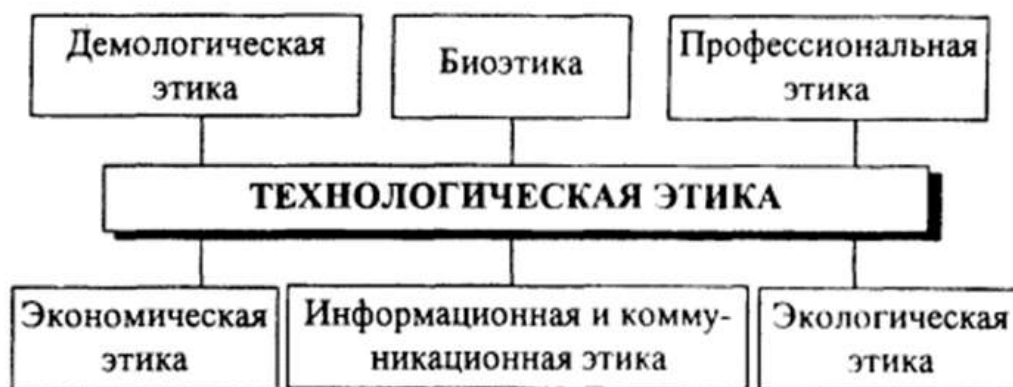 Демологическая
этика
Биоэтика
Профессиональная
этика
ТЕХНОЛОГИЧЕСКАЯ ЭТИКА
Экономическая
этика
Информационная и комму-
никационная этика
Экологическая
этика